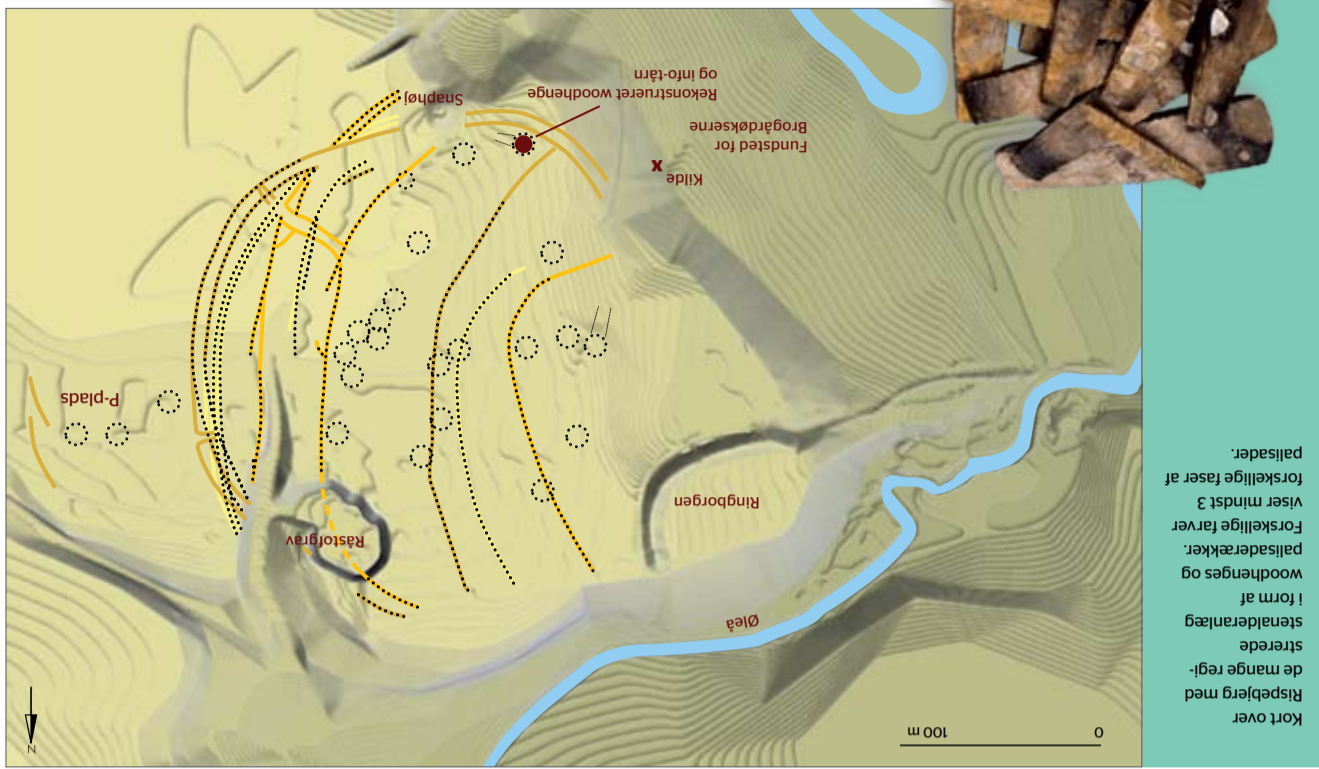 Kort over
Rispebjerg med
de mange regi-
strerede
stenalderanlæg
i form af
woodhenges og
palisaderækker.
Forskellige farver
viser mindst 3
forskellige faser af
palisader.
0 100 m
N
Øleå
Ringborgen
Råstofgrav
P-plads
Kilde
x
Fundsted for
Brogårdøkserne
Rekonstrueret woodhenge
og info-tårn
Snaphøj